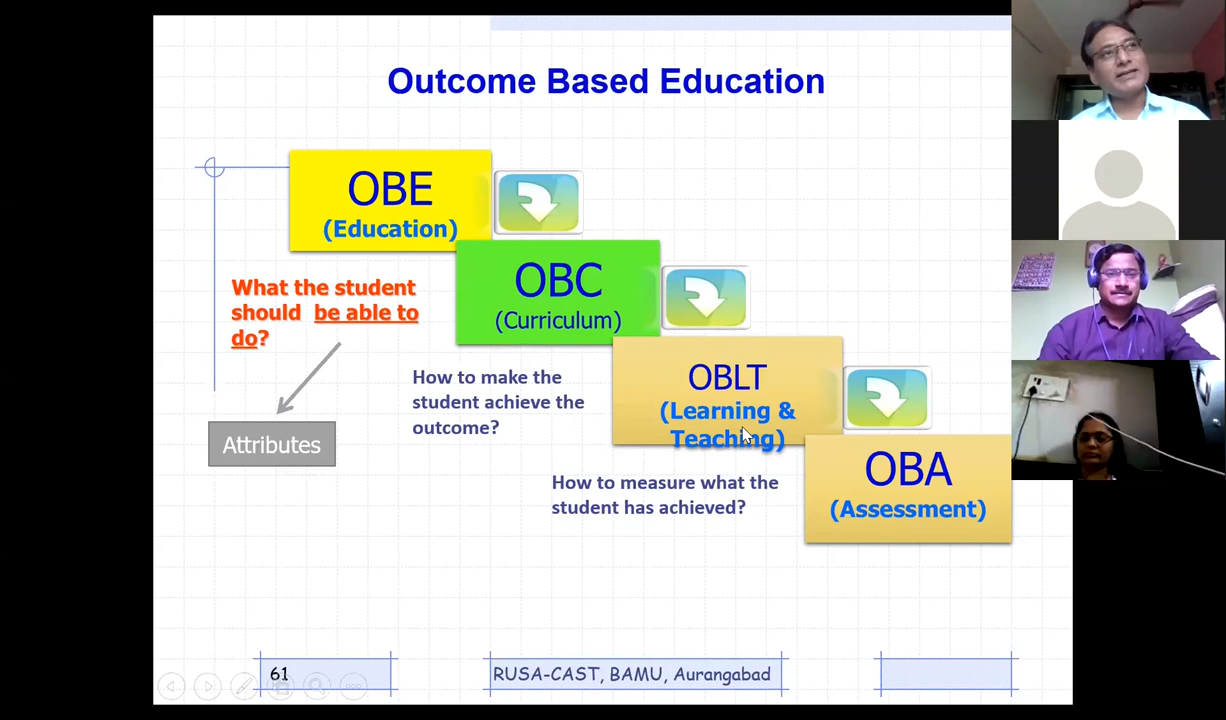 Outcome Based Education
OBE
(Education)
OBC
(Curriculum)
What the student
should be able to
do?
OBLT
(Learning &
Teaching)
How to make the
student achieve the
outcome?
Attributes
OBA
(Assessment)
How to measure what the
student has achieved?
61
RUSA-CAST, BAMU, Aurangabad